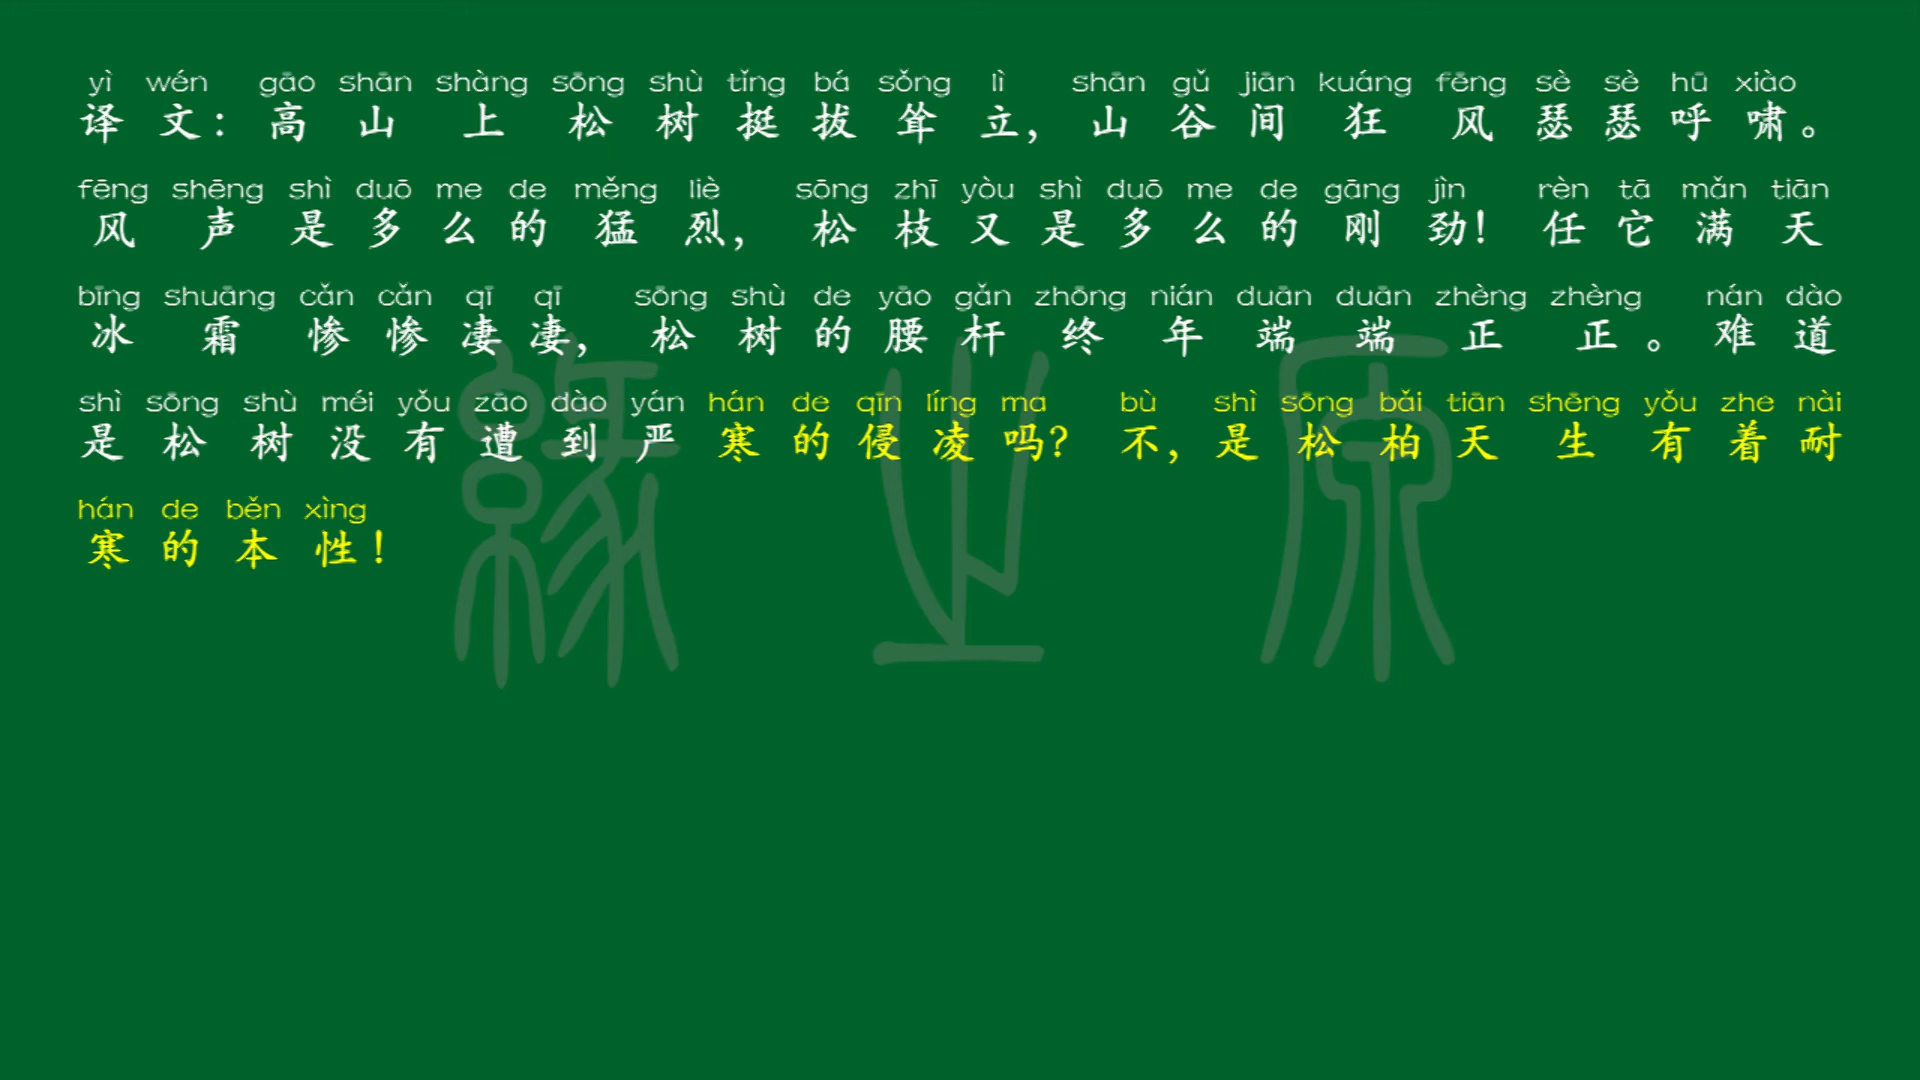 yì wén gāo shān shàng sōng shù tǐng bá sǒng lì shān gǔ jiān kuáng fēng sè sè hū xiào
译文：高山上松树挺拔耸立，山谷间狂风瑟瑟呼啸。
fēng shēng shì duō me de měng liè sōng zhī yòu shì duō me de gāng jìn rèn tā mǎn tiān
风声是多么的猛烈，松枝又是多么的刚劲！任它满天
bīng shuāng cǎn cǎn qī qī sōng shù de yāo gǎn zhōng nián duān duān zhèng zhèng nán dào
冰霜惨惨凄凄，松树的腰杆终年端端正正。难道
shì sōng shù méi yǒu zāo dào yán hán de qīn líng ma bù shì sōng bǎi tiān shēng yǒu zhe nài
是松树没有遭到严寒的侵凌吗？不，是松柏天生有着耐
hán de běn xìng
寒的本性！
緣业原